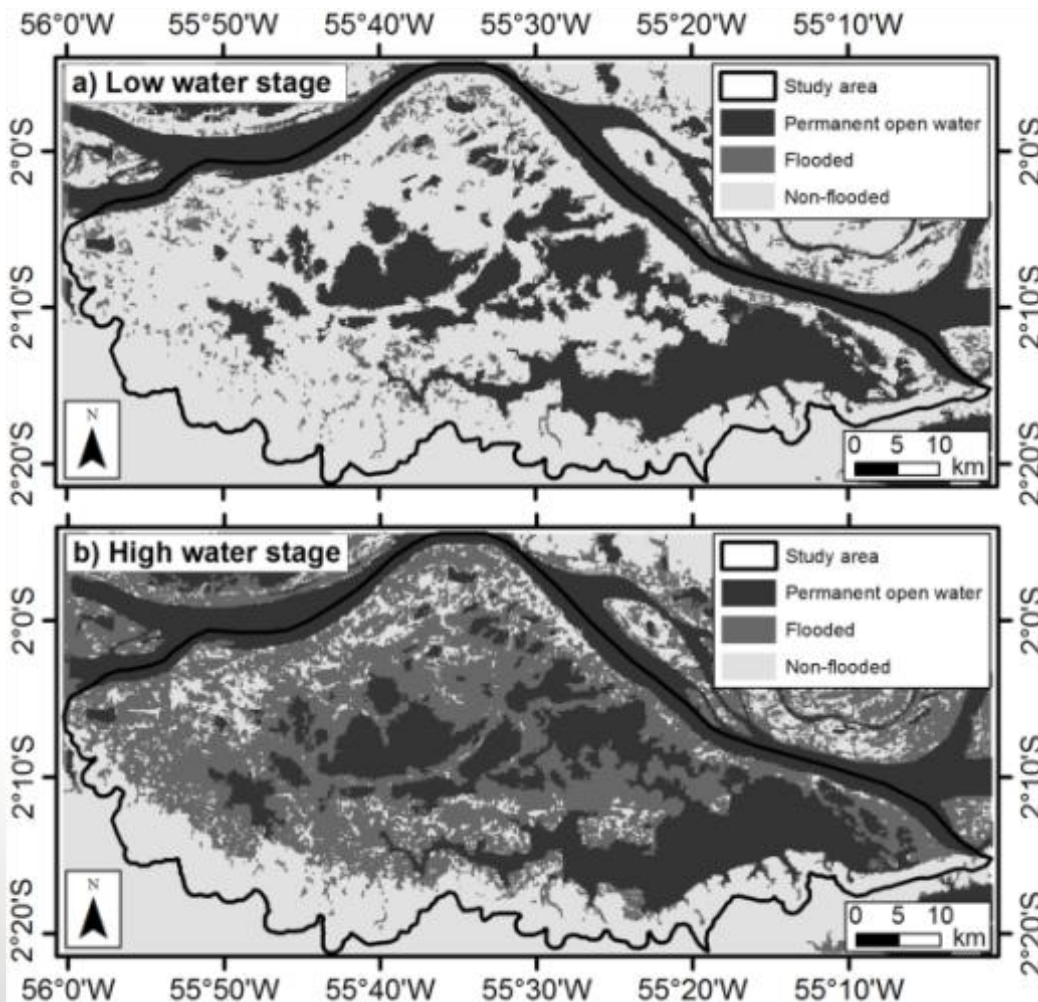 56°0'W 55°50'W 55°40'W 55°30'W 55°20'W 55°10'W
a) Low water stage
Study area
Permanent open water
Flooded
Non-flooded
2°0'S 2°0'S
2°10'S 2°10'S
2°20'S 2°20'S
N
0 5 10
km
b) High water stage
Study area
Permanent open water
Flooded
Non-flooded
2°0'S 2°0'S
2°10'S 2°10'S
2°20'S 2°20'S
N
0 5 10
km
56°0'W 55°50'W 55°40'W 55°30'W 55°20'W 55°10'W